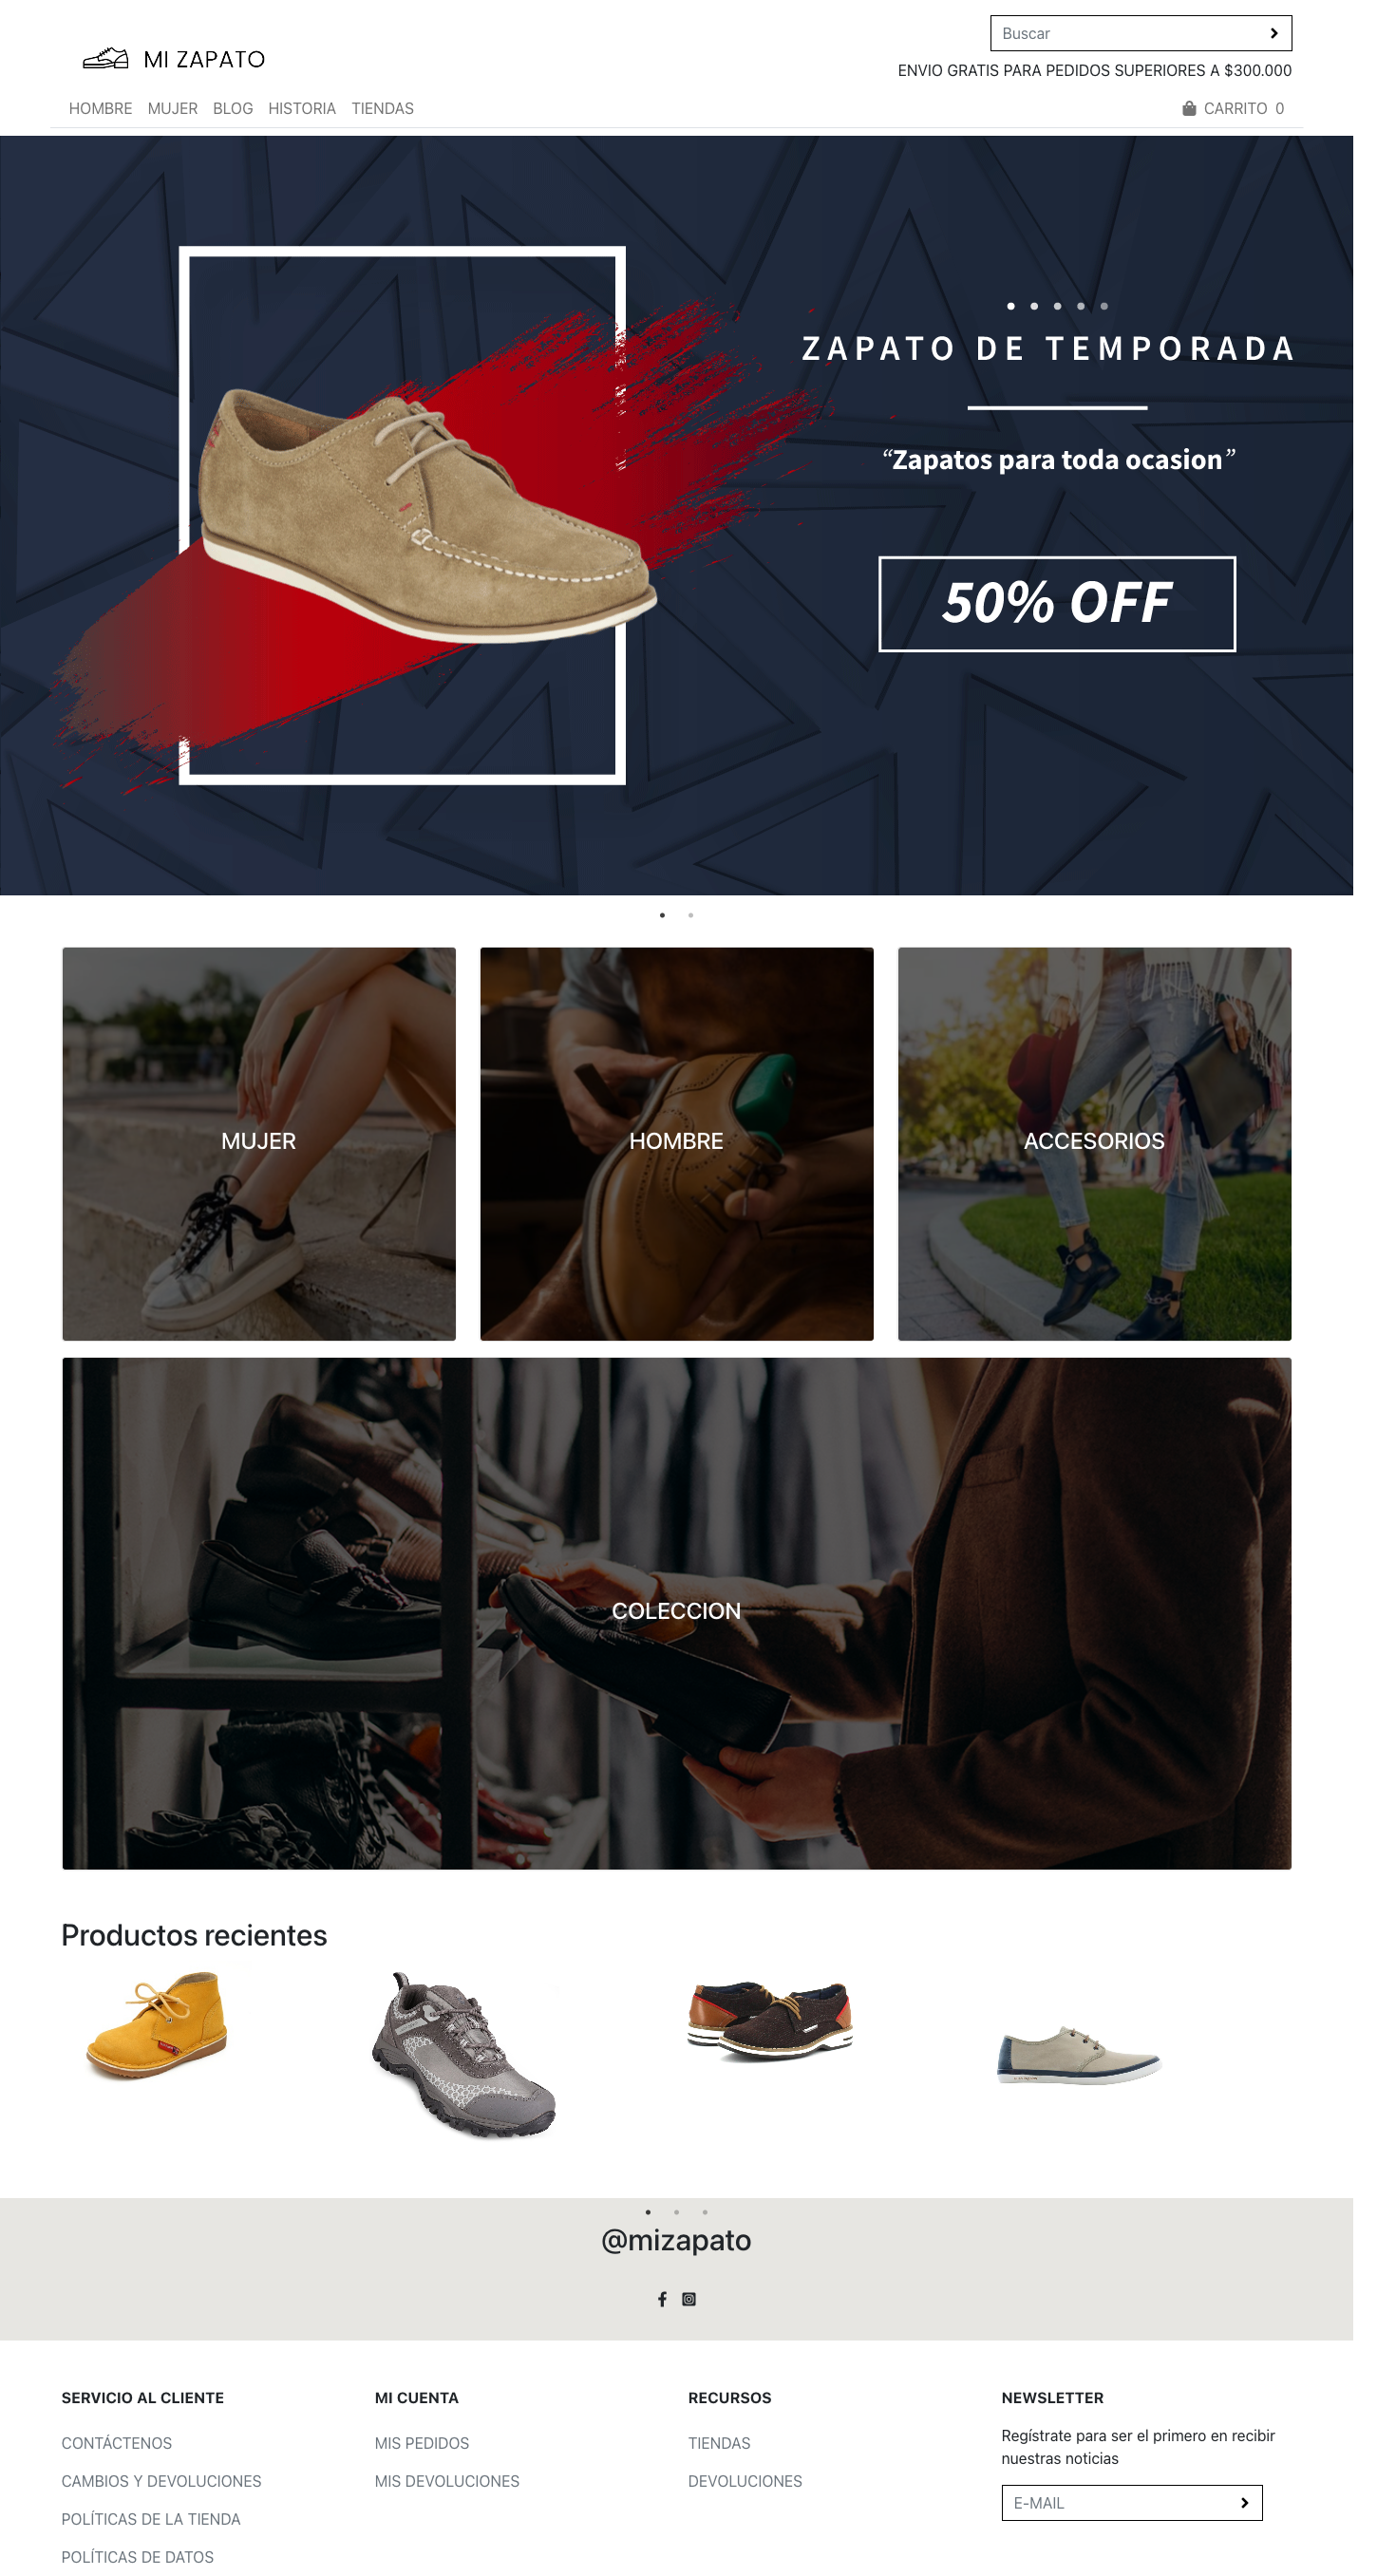 Buscar
MI ZAPATO
ENVIO GRATIS PARA PEDIDOS SUPERIORES A $300.000
HOMBRE MUJER BLOG HISTORIA TIENDAS
CARRITO 0
ZAPATO DE TEMPORADA
“Zapatos para toda ocasion”
50% OFF
MUJER
HOMBRE
ACCESORIOS
COLECCION
Productos recientes
@mizapato
SERVICIO AL CLIENTE
CONTÁCTENOS
CAMBIOS Y DEVOLUCIONES
POLÍTICAS DE LA TIENDA
POLÍTICAS DE DATOS
MI CUENTA
MIS PEDIDOS
MIS DEVOLUCIONES
RECURSOS
TIENDAS
DEVOLUCIONES
NEWSLETTER
Regístrate para ser el primero en recibir
nuestras noticias
E-MAIL